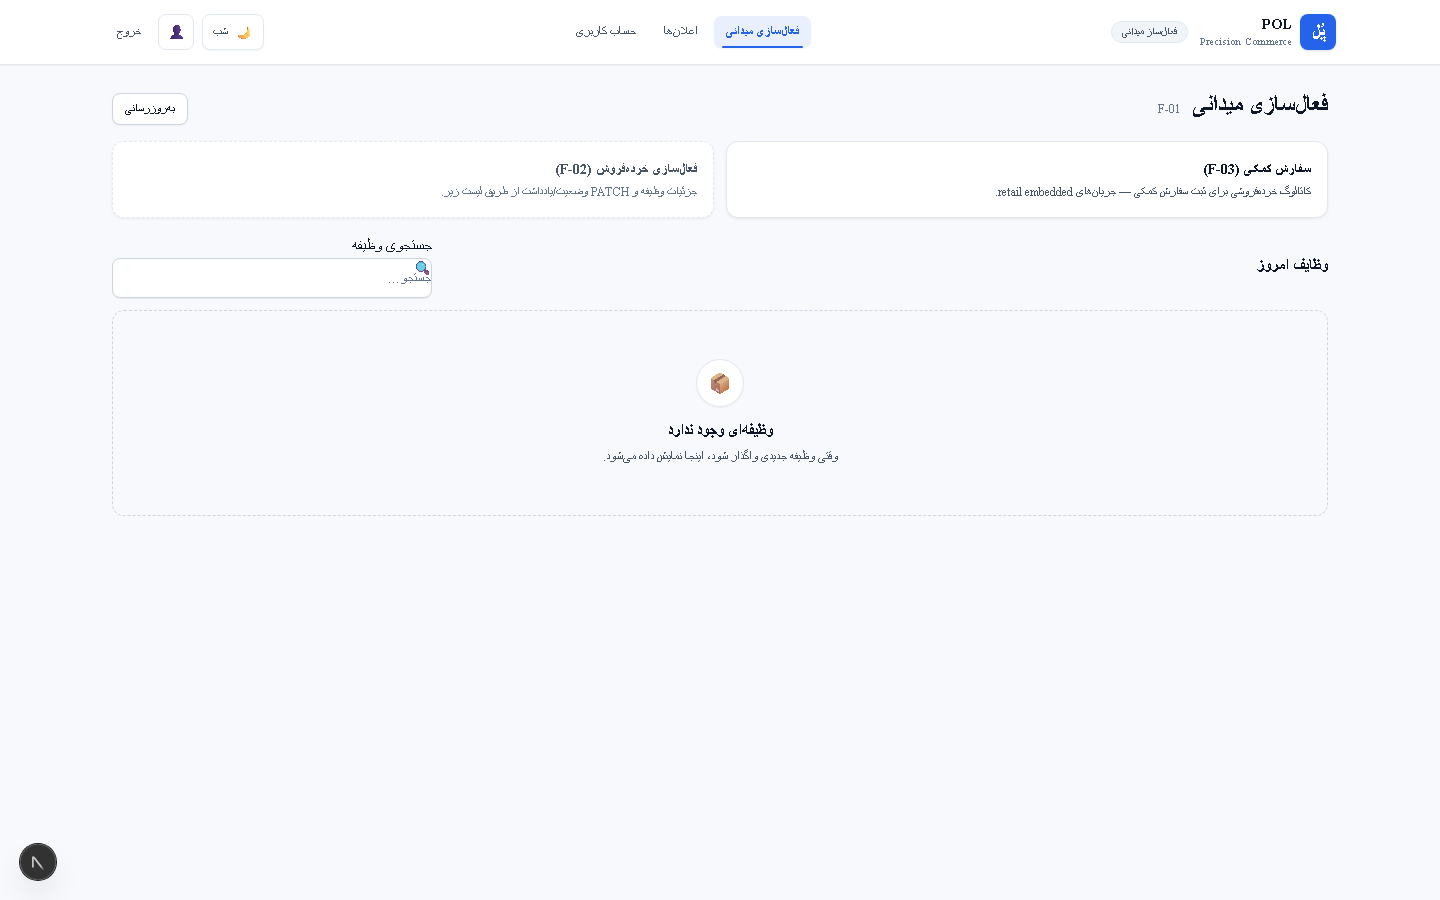 پُل
POL
Precision Commerce
فعال‌ساز میدانی
فعال‌سازی میدانی
اعلان‌ها
حساب کاربری
شب
خروج
فعال‌سازی میدانی F-01
به‌روزرسانی
سفارش کمکی (F-03)
کاتالوگ خرده‌فروشی برای ثبت سفارش کمکی — جریان‌های retail embedded.
فعال‌سازی خرده‌فروش (F-02)
جزئیات وظیفه و PATCH وضعیت/یادداشت از طریق لیست زیر.
وظایف امروز
جستجوی وظیفه
جستجو…
وظیفه‌ای وجود ندارد
وقتی وظیفه جدیدی واگذار شود، اینجا نمایش داده می‌شود.